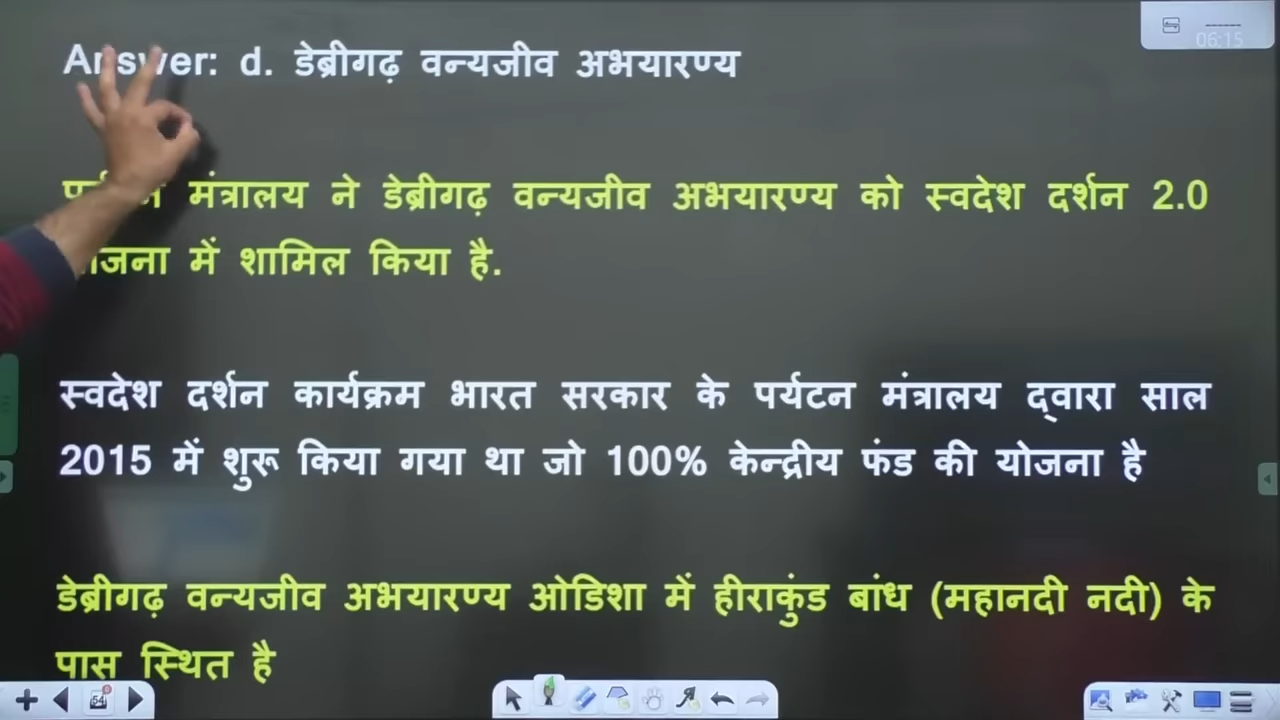 Answer: d. डेब्रीगढ़ वन्यजीव अभयारण्य
06:15
मंत्रालय ने डेब्रीगढ़ वन्यजीव अभयारण्य को स्वदेश दर्शन 2.0
में शामिल किया है.
स्वदेश दर्शन कार्यक्रम भारत सरकार के पर्यटन मंत्रालय द्वारा साल
2015 में शुरू किया गया था जो 100% केन्द्रीय फंड की योजना है
डेब्रीगढ़ वन्यजीव अभयारण्य ओडिशा में हीराकुंड बांध (महानदी नदी) के
पास स्थित है
54